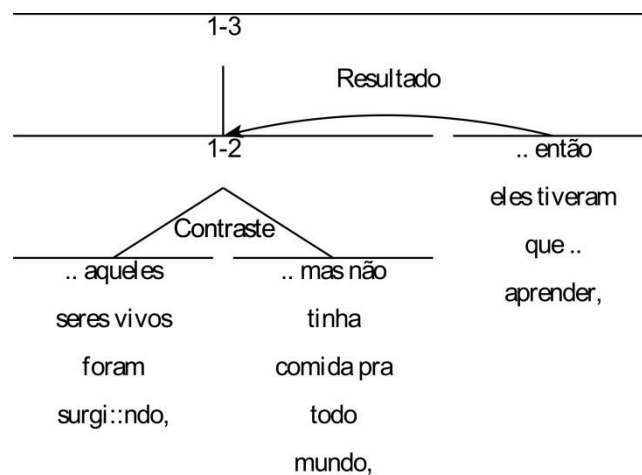 1-3
Resultado
1-2
Contraste
.. aqueles
seres vivos
foram
surgi::ndo,
.. mas não
tinha
comida pra
todo
mundo,
.. então
eles tiveram
que ..
aprender,